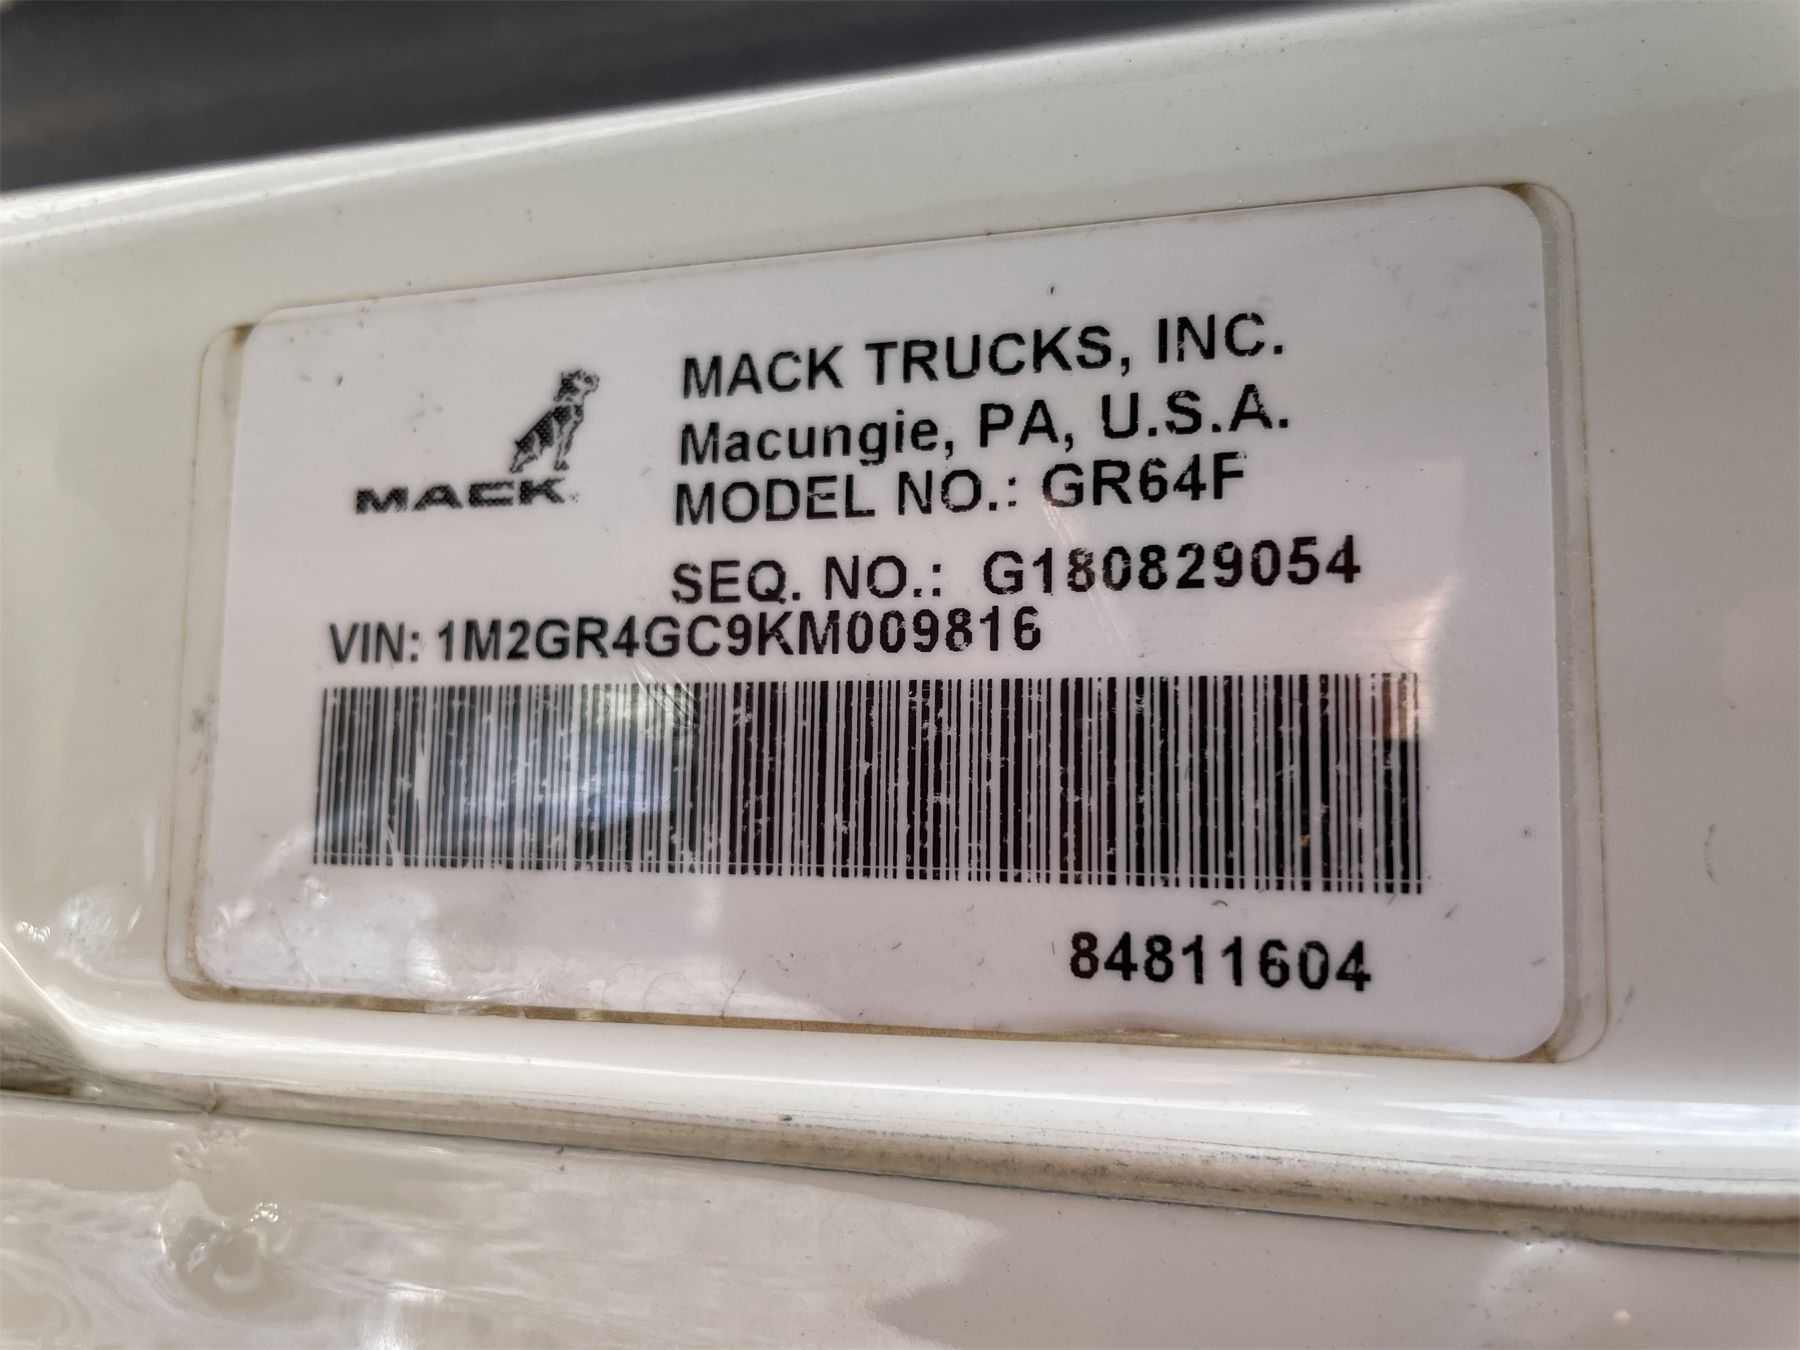 MACK TRUCKS, INC.
Macungie, PA, U.S.A.
MACK
MODEL NO.: GR64F
SEQ. NO.: G180829054
VIN: 1M2GR4GC9KM009816
84811604